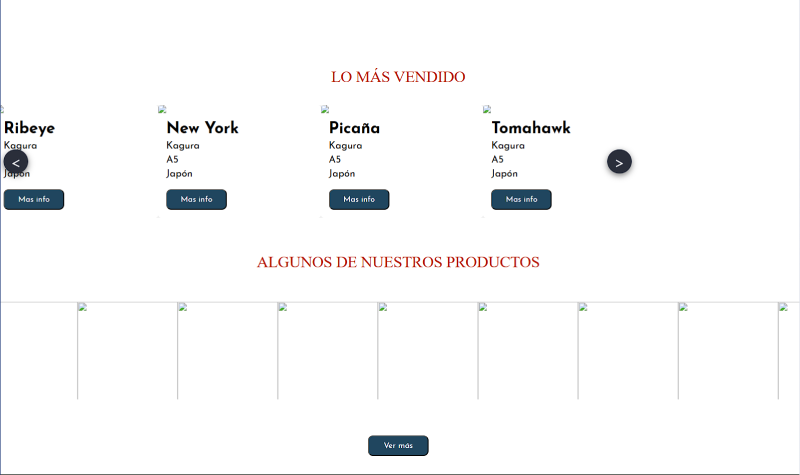 LO MÁS VENDIDO
Ribeye
Kagura
A5
Japón
Mas info
New York
Kagura
A5
Japón
Mas info
Picaña
Kagura
A5
Japón
Mas info
Tomahawk
Kagura
A5
Japón
Mas info
<
>
ALGUNOS DE NUESTROS PRODUCTOS
Ver más